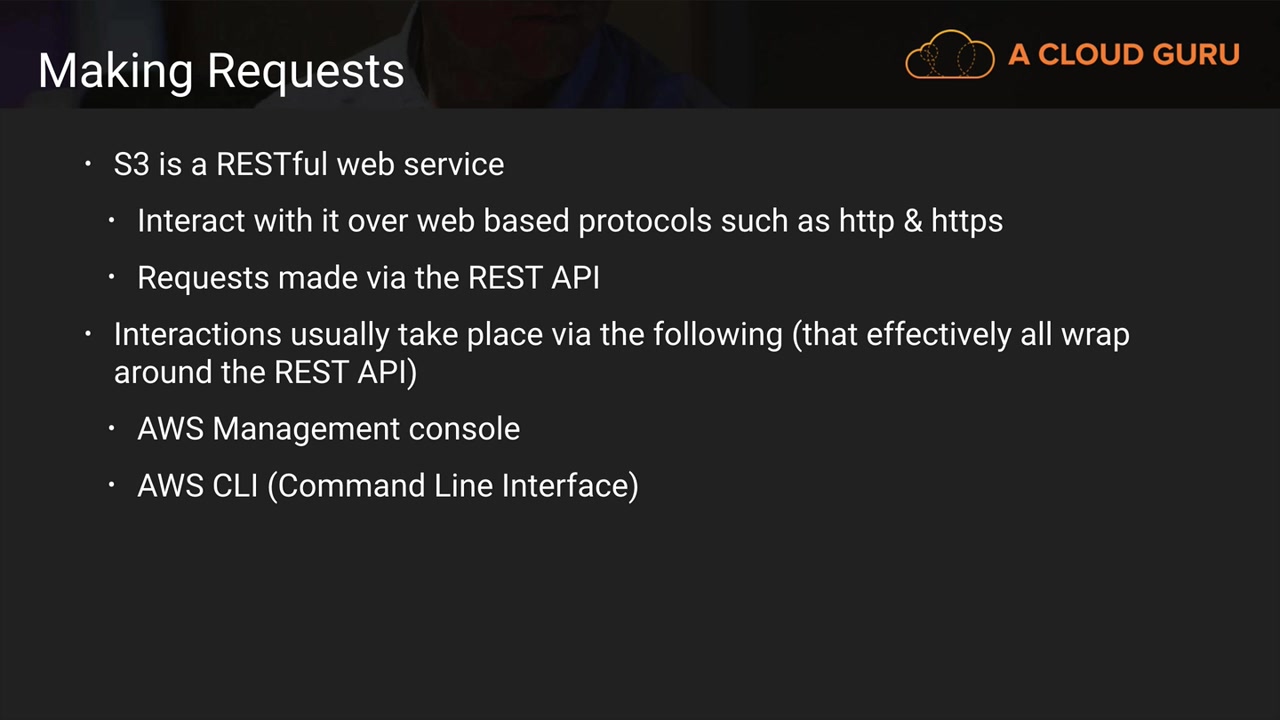 Making Requests
A CLOUD GURU
• S3 is a RESTful web service
• Interact with it over web based protocols such as http & https
• Requests made via the REST API
• Interactions usually take place via the following (that effectively all wrap
around the REST API)
• AWS Management console
• AWS CLI (Command Line Interface)